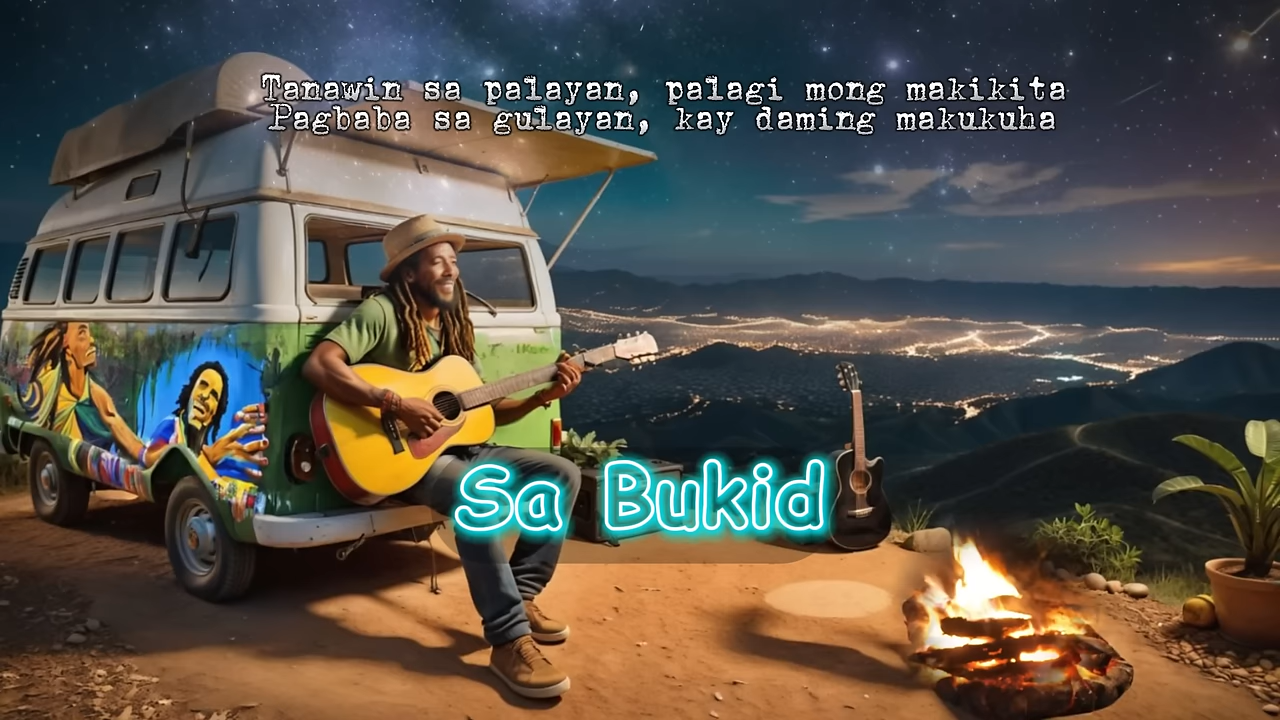 Tanawin sa palayan, palagi mong makikita
Pagbaba sa gulayan, kay daming makukuha
Sa Bukid